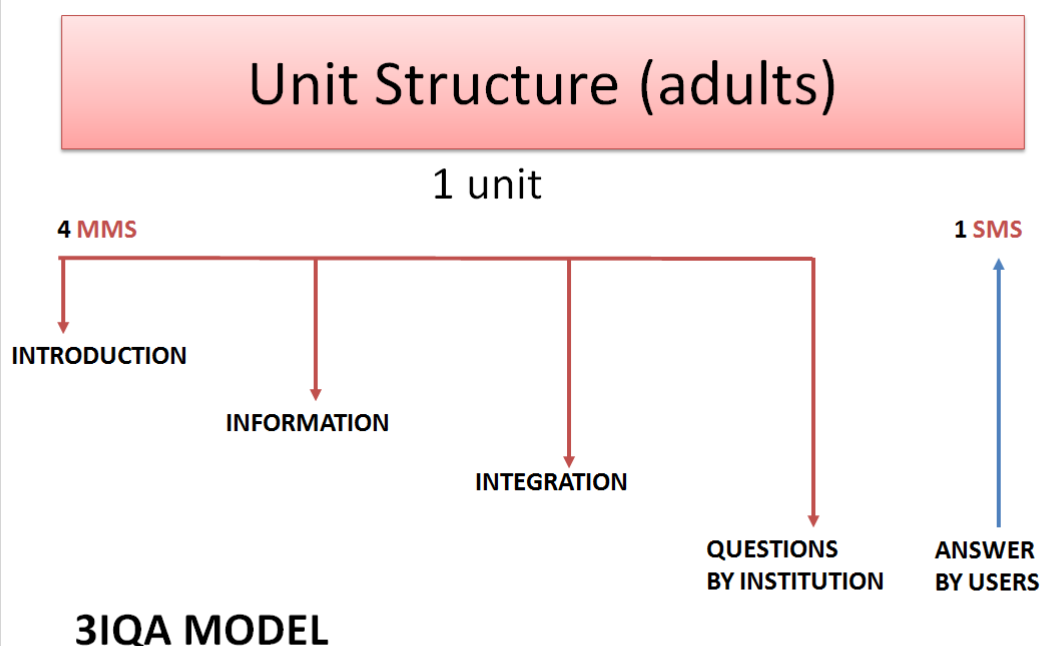 Unit Structure (adults)
1 unit
4 MMS
1 SMS
INTRODUCTION
INFORMATION
INTEGRATION
QUESTIONS
BY INSTITUTION
ANSWER
BY USERS
3IQA MODEL